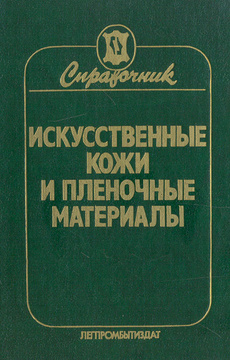 Справочник
ИСКУССТВЕННЫЕ
КОЖИ
И ПЛЕНОЧНЫЕ
МАТЕРИАЛЫ
ЛЕГПРОМБЫТИЗДАТ